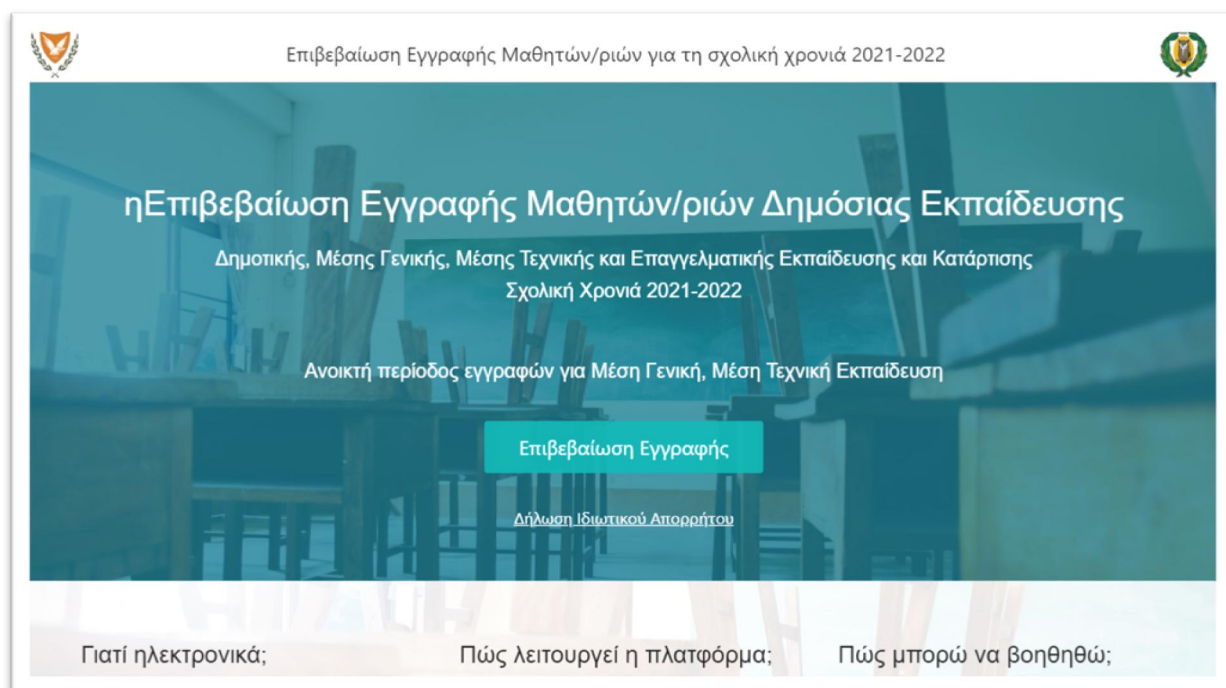 Επιβεβαίωση Εγγραφής Μαθητών/ριών για τη σχολική χρονιά 2021-2022
ηΕπιβεβαίωση Εγγραφής Μαθητών/ριών Δημόσιας Εκπαίδευσης
Δημοτικής, Μέσης Γενικής, Μέσης Τεχνικής και Επαγγελματικής Εκπαίδευσης και Κατάρτισης
Σχολική Χρονιά 2021-2022
Ανοικτή περίοδος εγγραφών για Μέση Γενική, Μέση Τεχνική Εκπαίδευση
Επιβεβαίωση Εγγραφής
Δήλωση Ιδιωτικού Απορρήτου
Γιατί ηλεκτρονικά; Πώς λειτουργεί η πλατφόρμα; Πώς μπορώ να βοηθηθώ;